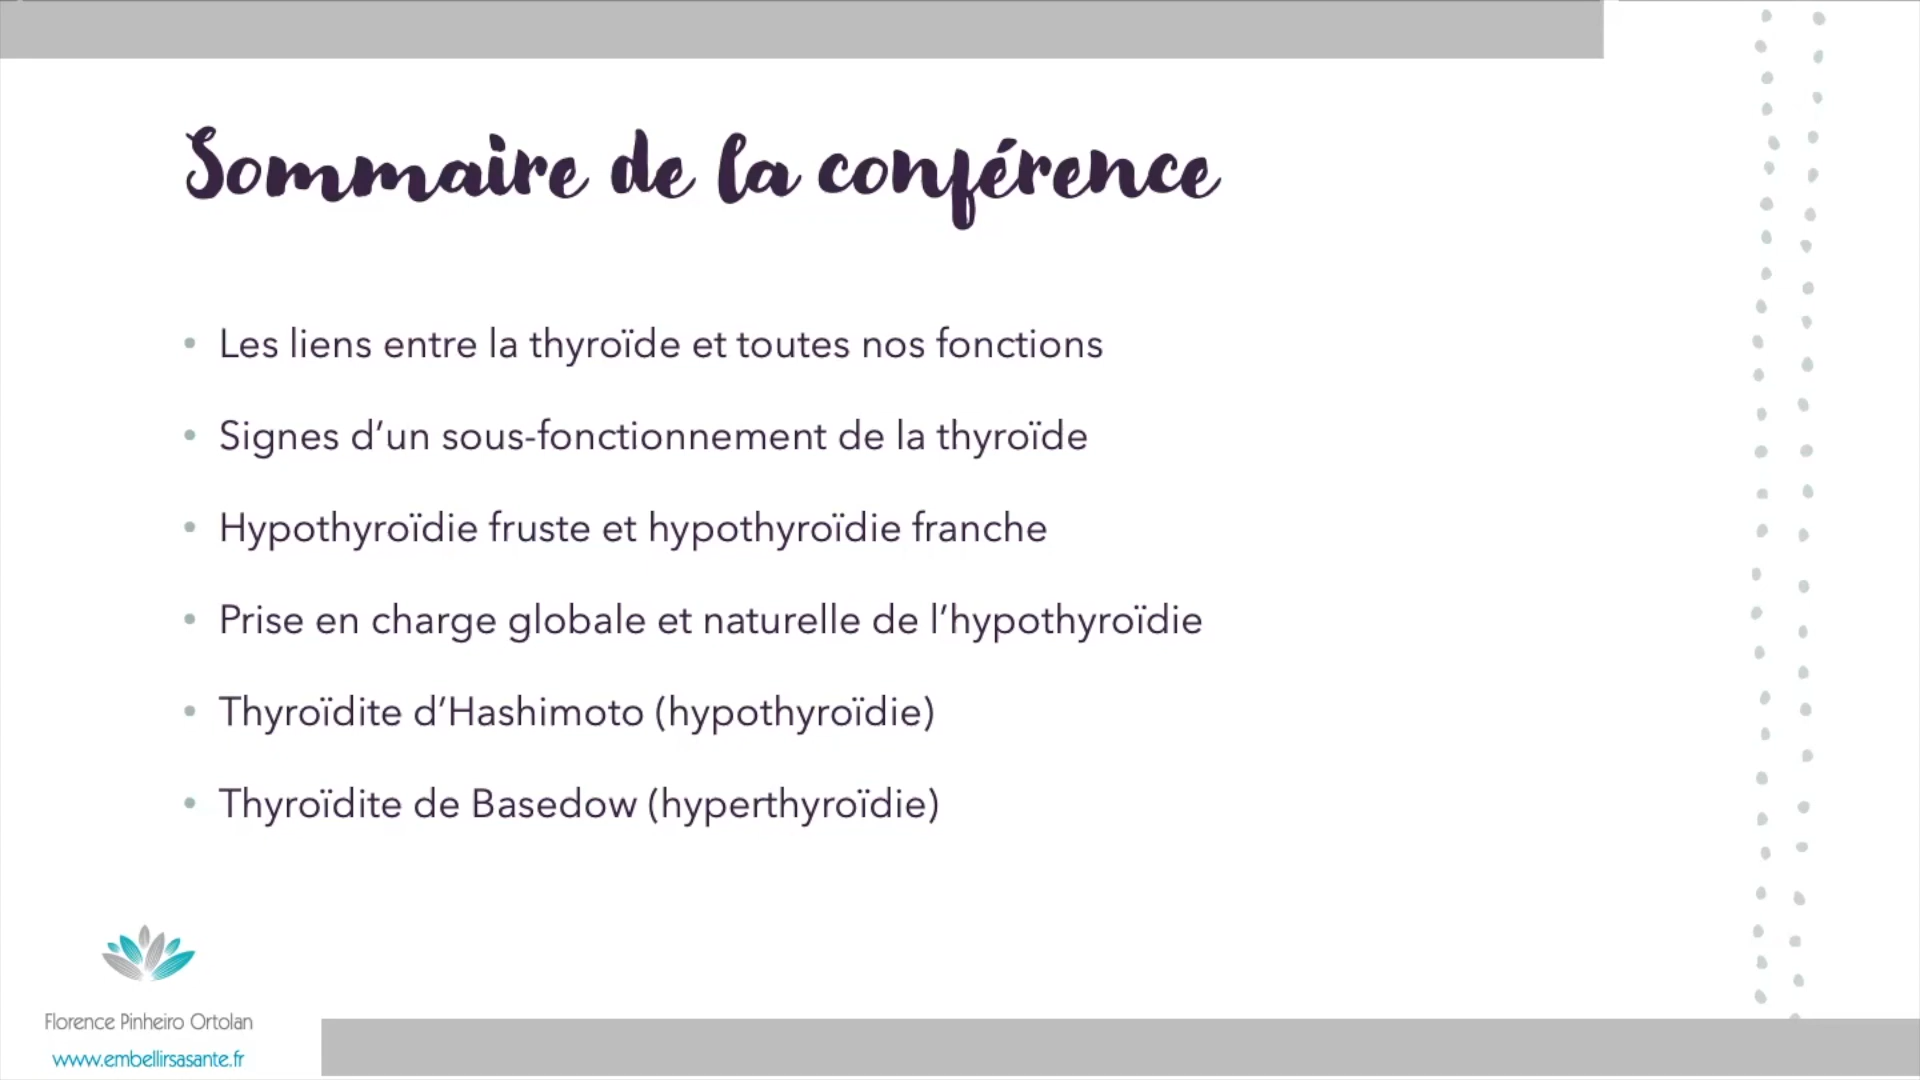 Sommaire de la conférence
• Les liens entre la thyroïde et toutes nos fonctions
• Signes d’un sous-fonctionnement de la thyroïde
• Hypothyroïdie fruste et hypothyroïdie franche
• Prise en charge globale et naturelle de l’hypothyroïdie
• Thyroïdite d’Hashimoto (hypothyroïdie)
• Thyroïdite de Basedow (hyperthyroïdie)
Florence Pinheiro Ortolan
www.embellirsasante.fr